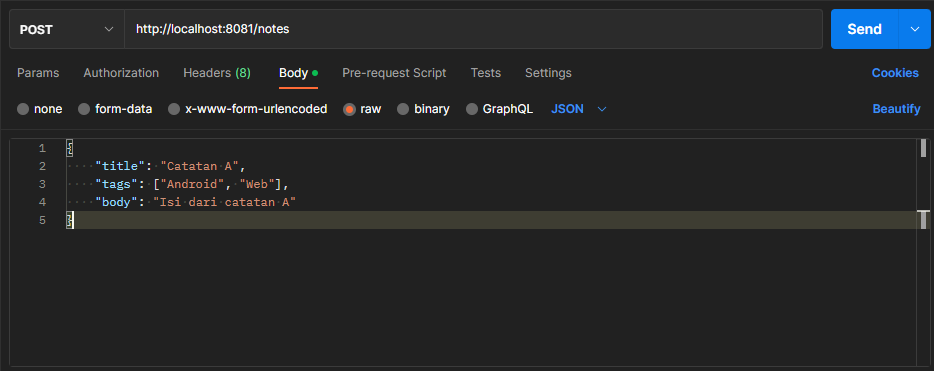 POST http://localhost:8081/notes Send
Params Authorization Headers (8) Body Pre-request Script Tests Settings Cookies
none form-data x-www-form-urlencoded raw binary GraphQL JSON Beautify
1 {
2 "title": "Catatan A",
3 "tags": ["Android", "Web"],
4 "body": "Isi dari catatan A"
5 }